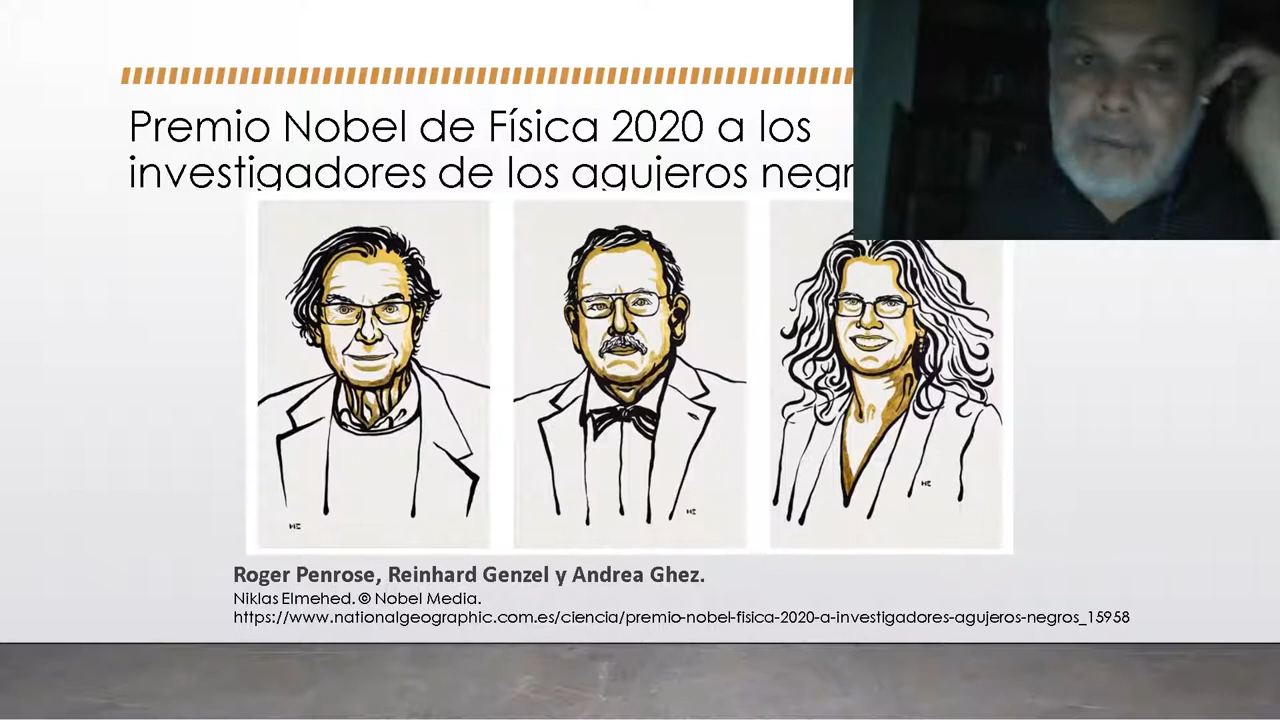 Premio Nobel de Física 2020 a los
investigadores de los agujeros
Roger Penrose, Reinhard Genzel y Andrea Ghez.
Niklas Elmehed. © Nobel Media.
https://www.nationalgeographic.com.es/ciencia/premio-nobel-fisica-2020-a-investigadores-agujeros-negros_15958